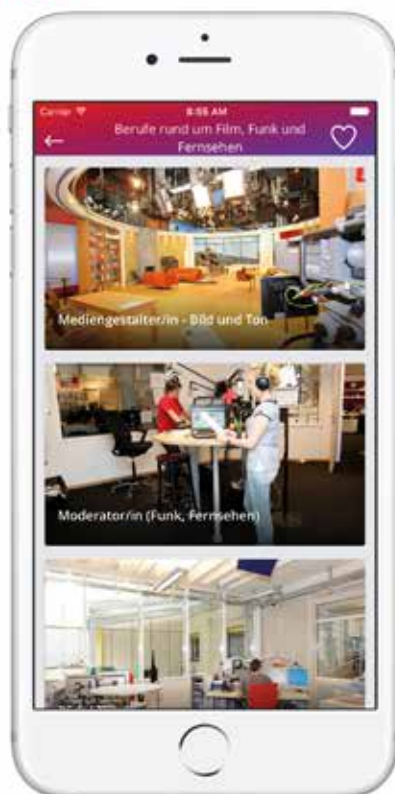 Carrier 8:55 AM
Berufe rund um Film, Funk und
Fernsehen
Mediengestalter/in - Bild und Ton
Moderator/in (Funk, Fernsehen)